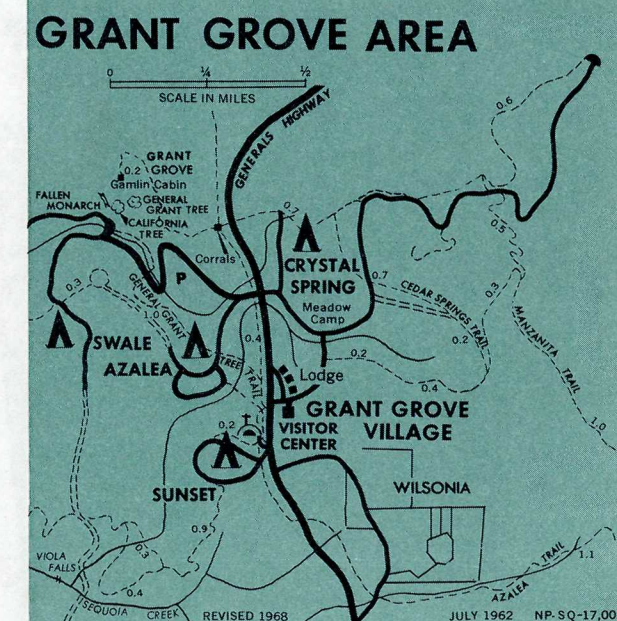 GRANT GROVE AREA
0 ¼ ½
SCALE IN MILES
GENERALS HIGHWAY
0.6
GRANT
GROVE
0.2
Gamlin Cabin
FALLEN
MONARCH
GENERAL
GRANT TREE
CALIFORNIA
TREE
0.2
0.5
Corrals
P
CRYSTAL
SPRING
0.7
CEDAR SPRINGS TRAIL
0.3
0.3
GENERAL GRANT TREE TRAIL
1.0
Meadow
Camp
MANZANITA TRAIL
SWALE
0.4
0.2
0.2
AZALEA
Lodge
0.4
GRANT GROVE
VILLAGE
0.2
VISITOR
CENTER
1.0
SUNSET
WILSONIA
0.9
VIOLA
FALLS
0.3
0.4
AZALEA TRAIL
1.1
SEQUOIA CREEK
REVISED 1968
JULY 1962 NP-SQ-17,00